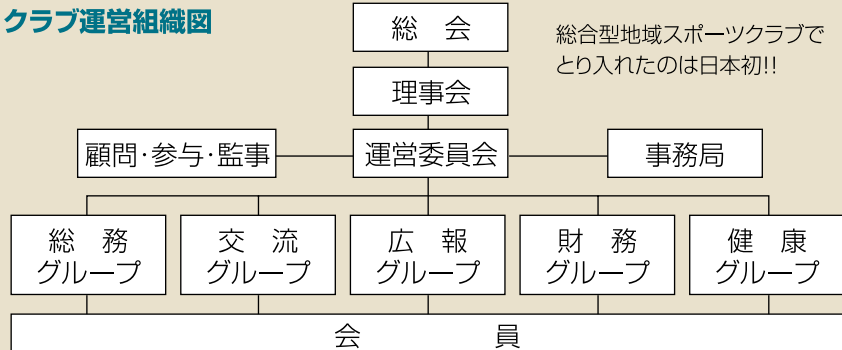 クラブ運営組織図
総　会
総合型地域スポーツクラブで
とり入れたのは日本初!!
理事会
顧問・参与・監事
運営委員会
事務局
総　務
グループ
交　流
グループ
広　報
グループ
財　務
グループ
健　康
グループ
会　員